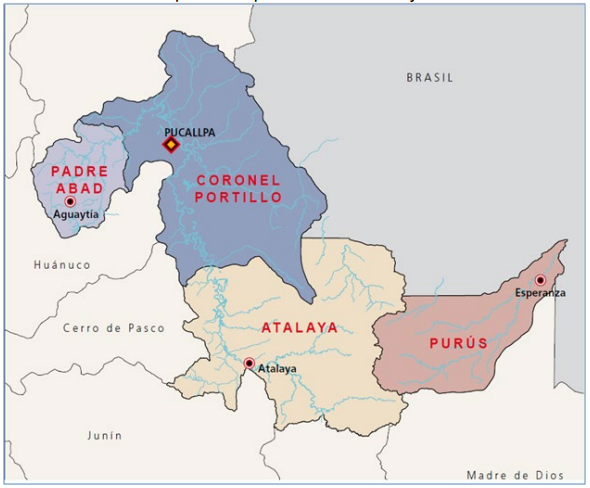 BRASIL
PUCALLPA
PADRE
ABAD
CORONEL
PORTILLO
Aguaytía
Huánuco
Esperanza
Cerro de Pasco
ATALAYA
PURÚS
Atalaya
Junín
Madre de Dios